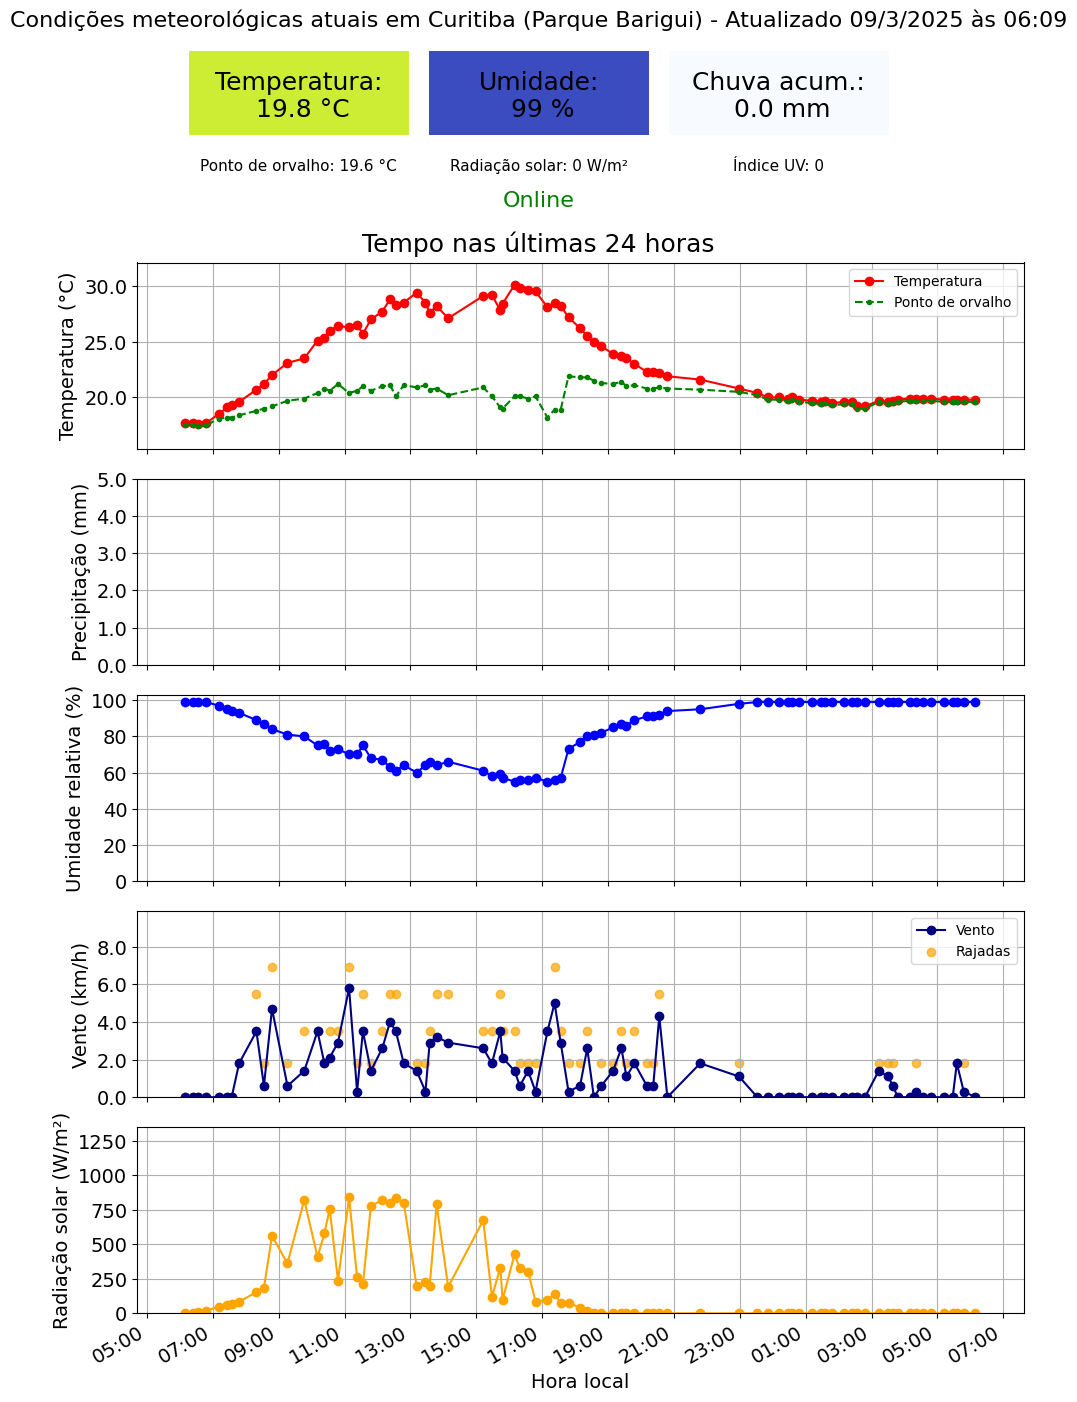 Condições meteorológicas atuais em Curitiba (Parque Barigui) - Atualizado 09/3/2025 às 06:09
Temperatura:
19.8 °C
Umidade:
99 %
Chuva acum.:
0.0 mm
Ponto de orvalho: 19.6 °C
Radiação solar: 0 W/m²
Índice UV: 0
Online
Tempo nas últimas 24 horas
Temperatura (°C)
30.0
25.0
20.0
Temperatura
Ponto de orvalho
Precipitação (mm)
5.0
4.0
3.0
2.0
1.0
0.0
Umidade relativa (%)
100
80
60
40
20
0
Vento (km/h)
8.0
6.0
4.0
2.0
0.0
Vento
Rajadas
Radiação solar (W/m²)
1250
1000
750
500
250
0
05:00
07:00
09:00
11:00
13:00
15:00
17:00
19:00
21:00
23:00
01:00
03:00
05:00
07:00
Hora local